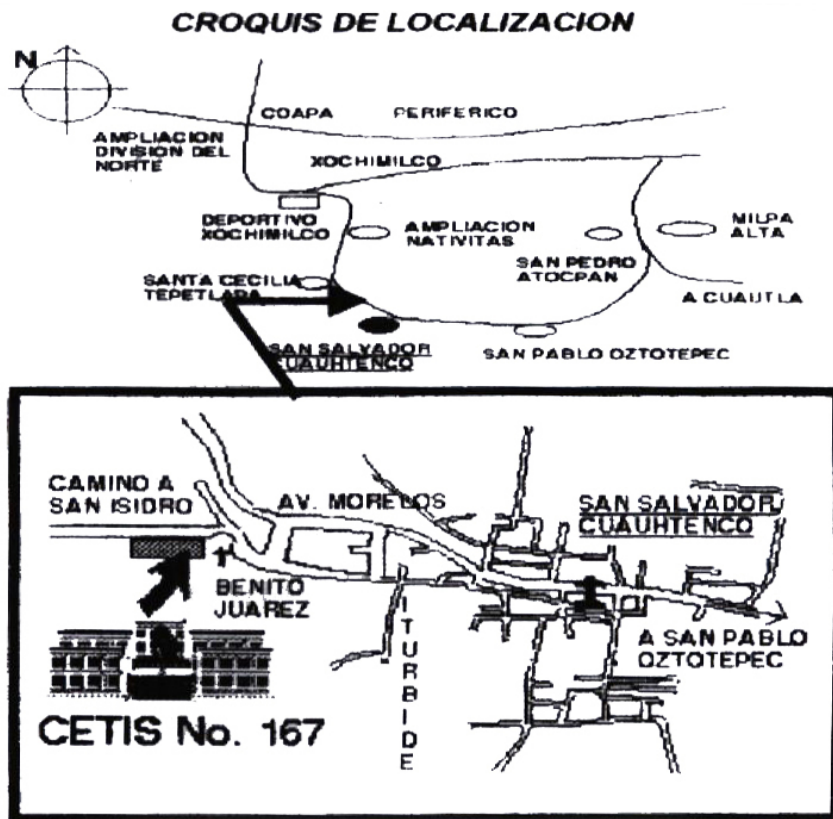 CROQUIS DE LOCALIZACION
N
COAPA
PERIFERICO
AMPLIACION
DIVISION DEL
NORTE
XOCHIMILCO
DEPORTIVO
XOCHIMILCO
AMPLIACION
NATIVITAS
SAN PEDRO
ATOCPAN
MILPA
ALTA
SANTA CECILIA
TEPETLAPA
A CUAUTLA
SAN SALVADOR
CUAUHTENCO
SAN PABLO OZTOTEPEC
CAMINO A
SAN ISIDRO
AV. MORELOS
SAN SALVADOR
CUAUHTENCO
BENITO
JUAREZ
ITURBIDE
A SAN PABLO
OZTOTEPEC
CETIS No. 167